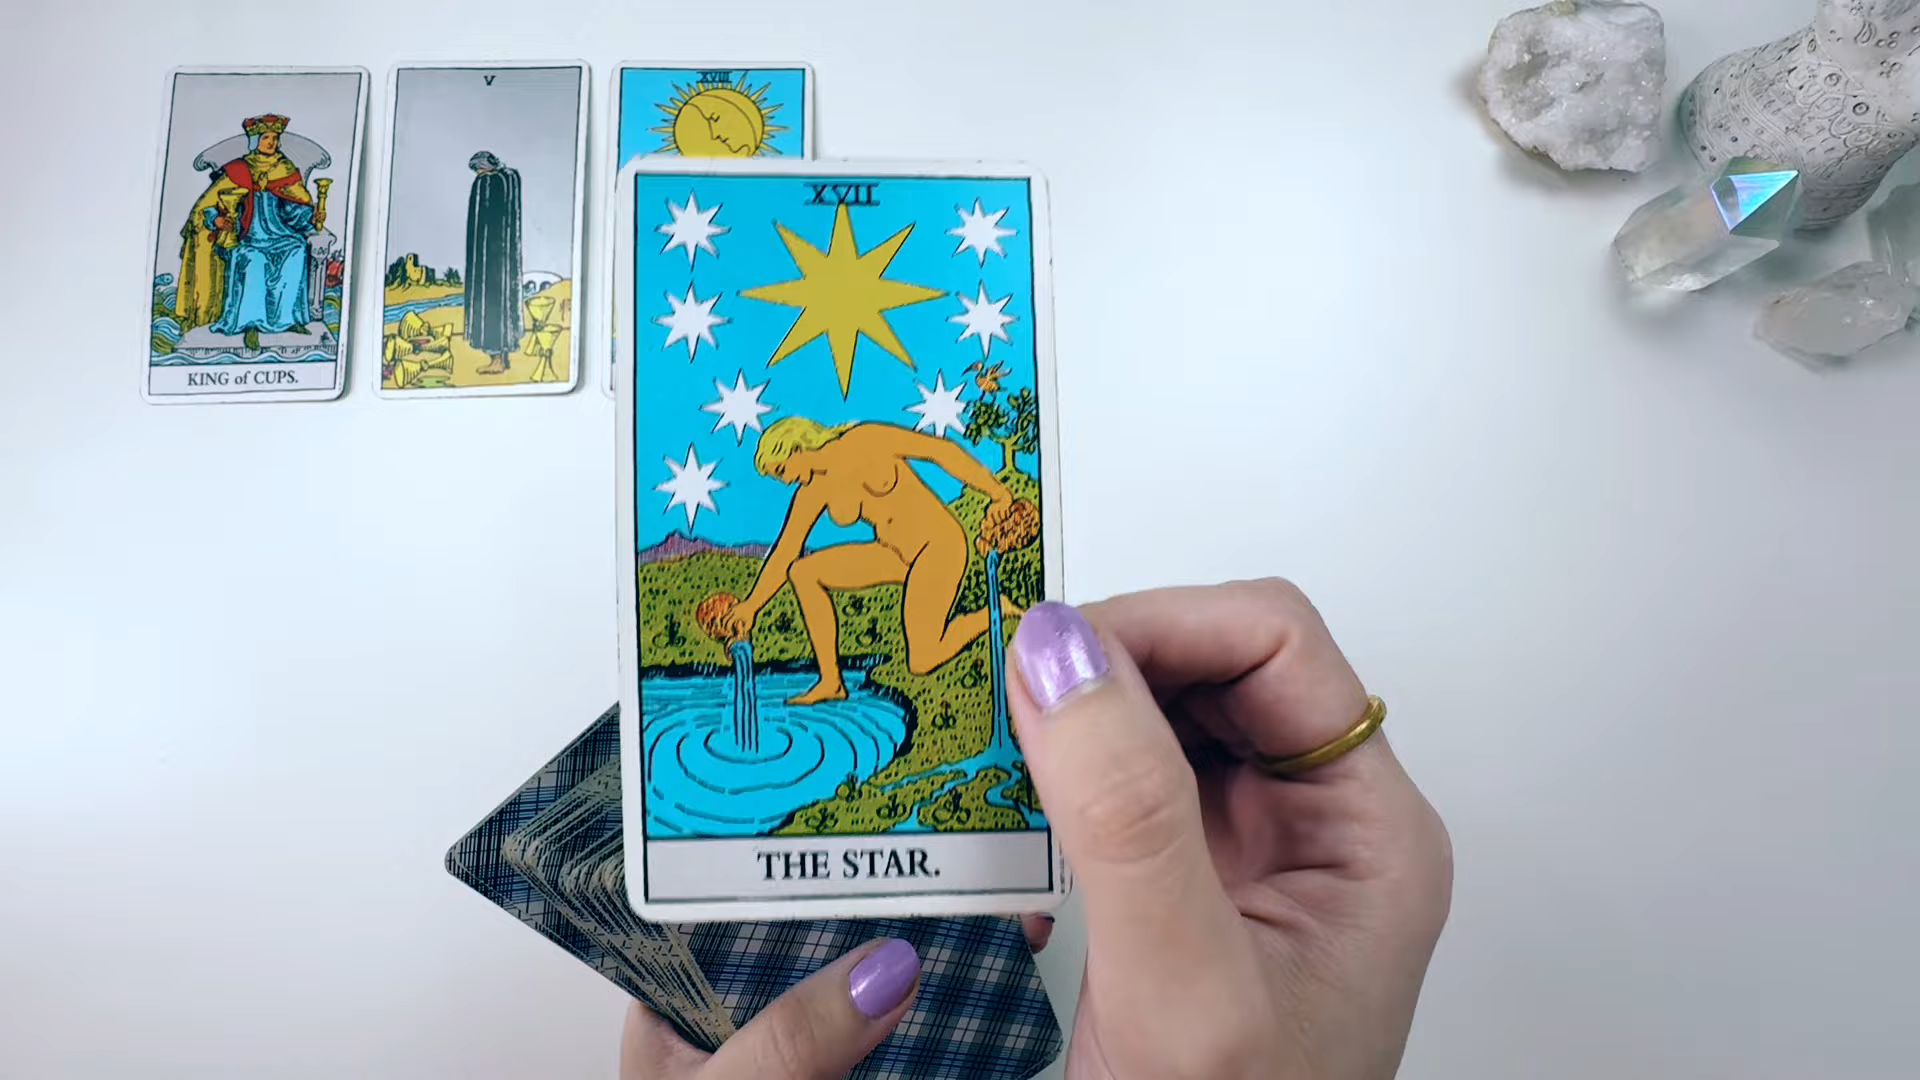 V
XVIII
KING of CUPS.
XVII
THE STAR.